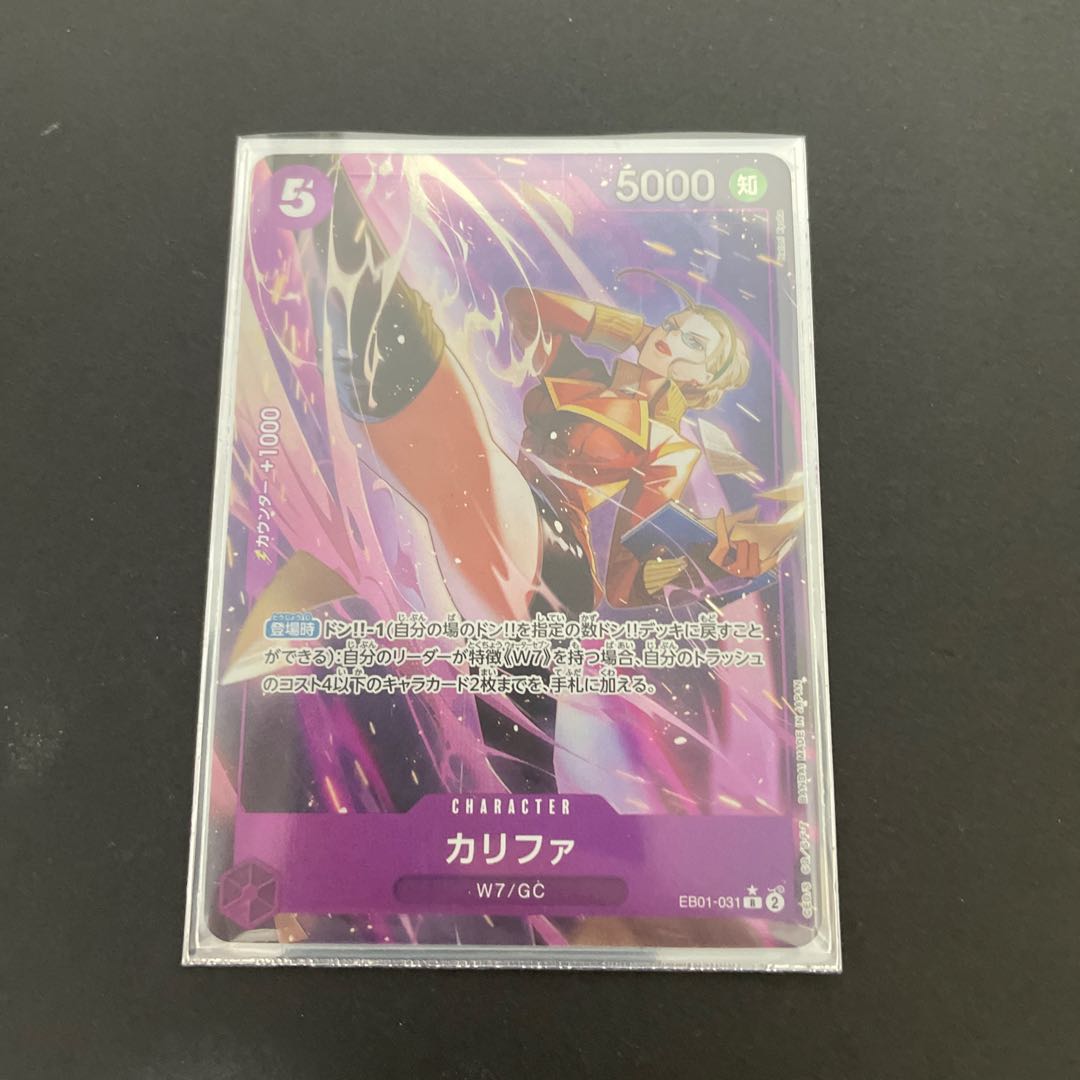 5
5000 知
カウンター +1000
登場時 ドン!!-1(自分の場のドン!!を指定の数ドン!!デッキに戻すこと
ができる):自分のリーダーが特徴《W7》を持つ場合、自分のトラッシュ
のコスト4以下のキャラカード2枚までを、手札に加える。
CHARACTER
カリファ
W7/GC
EB01-031 R 2
BANDAI MADE IN JAPAN